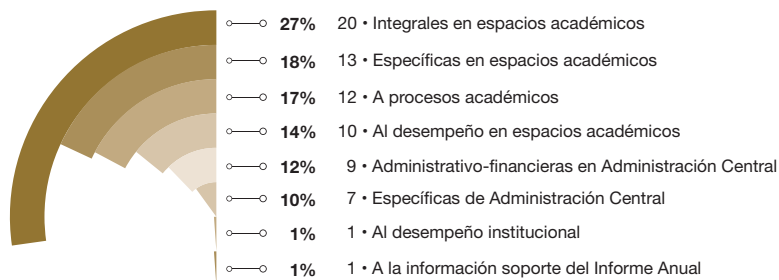 27% 20 • Integrales en espacios académicos
18% 13 • Específicas en espacios académicos
17% 12 • A procesos académicos
14% 10 • Al desempeño en espacios académicos
12% 9 • Administrativo-financieras en Administración Central
10% 7 • Específicas de Administración Central
1% 1 • Al desempeño institucional
1% 1 • A la información soporte del Informe Anual